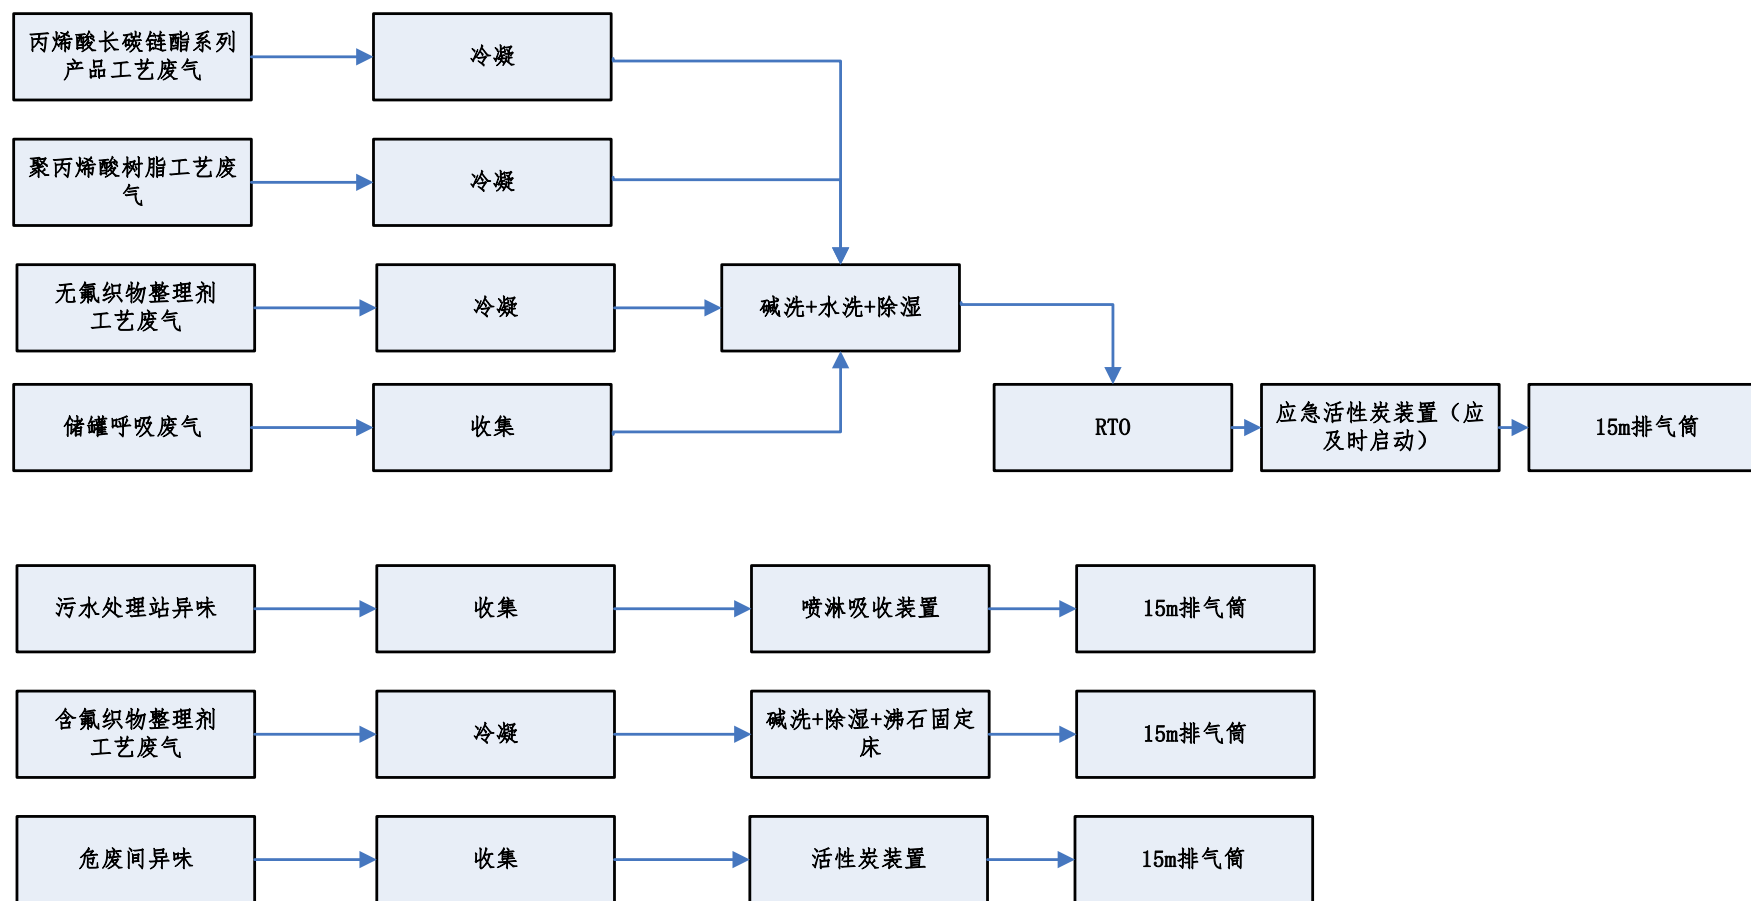 丙烯酸长碳链酯系列
产品工艺废气
冷凝
聚丙烯酸树脂工艺废
气
冷凝
无氟织物整理剂
工艺废气
冷凝
碱洗+水洗+除湿
储罐呼吸废气
收集
RTO
应急活性炭装置（应
及时启动）
15m排气筒
污水处理站异味
收集
喷淋吸收装置
15m排气筒
含氟织物整理剂
工艺废气
冷凝
碱洗+除湿+沸石固定
床
15m排气筒
危废间异味
收集
活性炭装置
15m排气筒